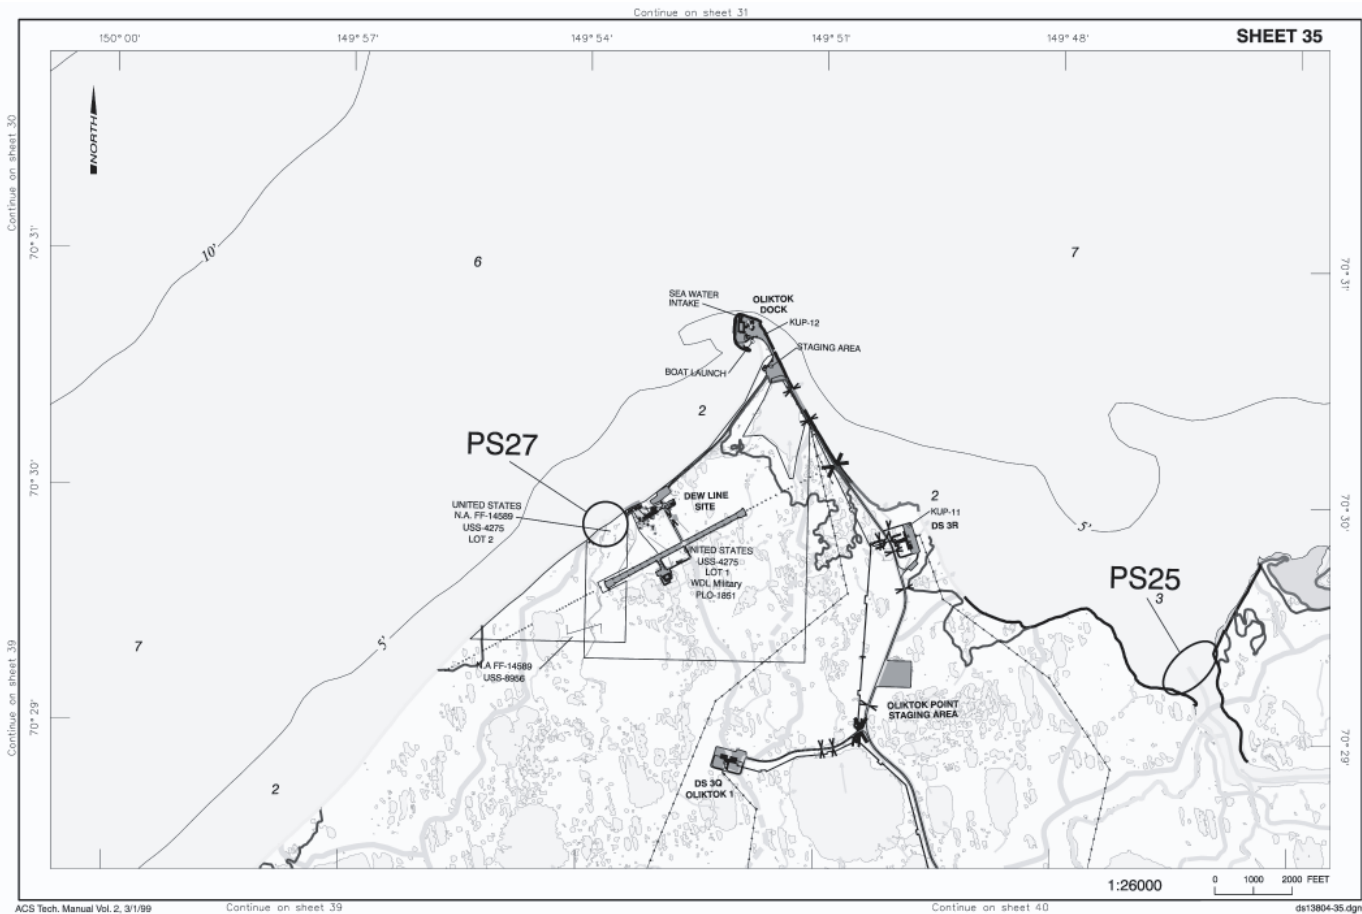 Continue on sheet 31
150° 00'
149° 57'
149° 54'
149° 51'
149° 48'
SHEET 35
NORTH
Continue on sheet 30
70° 31'
70° 31'
10'
6
7
SEA WATER
INTAKE
OLIKTOK
DOCK
KUP-12
STAGING AREA
BOAT LAUNCH
2
PS27
70° 30'
70° 30'
UNITED STATES
N.A. FF-14589
USS-4275
LOT 2
DEW LINE
SITE
2
KUP-11
DS 3R
5'
UNITED STATES
USS-4275
LOT 1
WDL Military
PLO-1851
PS25
3
7
5'
N.A FF-14589
USS-8956
Continue on sheet 39
70° 29'
70° 29'
OLIKTOK POINT
STAGING AREA
DS 3Q
OLIKTOK 1
2
1:26000
0 1000 2000 FEET
ACS Tech. Manual Vol. 2, 3/1/99
Continue on sheet 39
Continue on sheet 40
ds13804-35.dgn